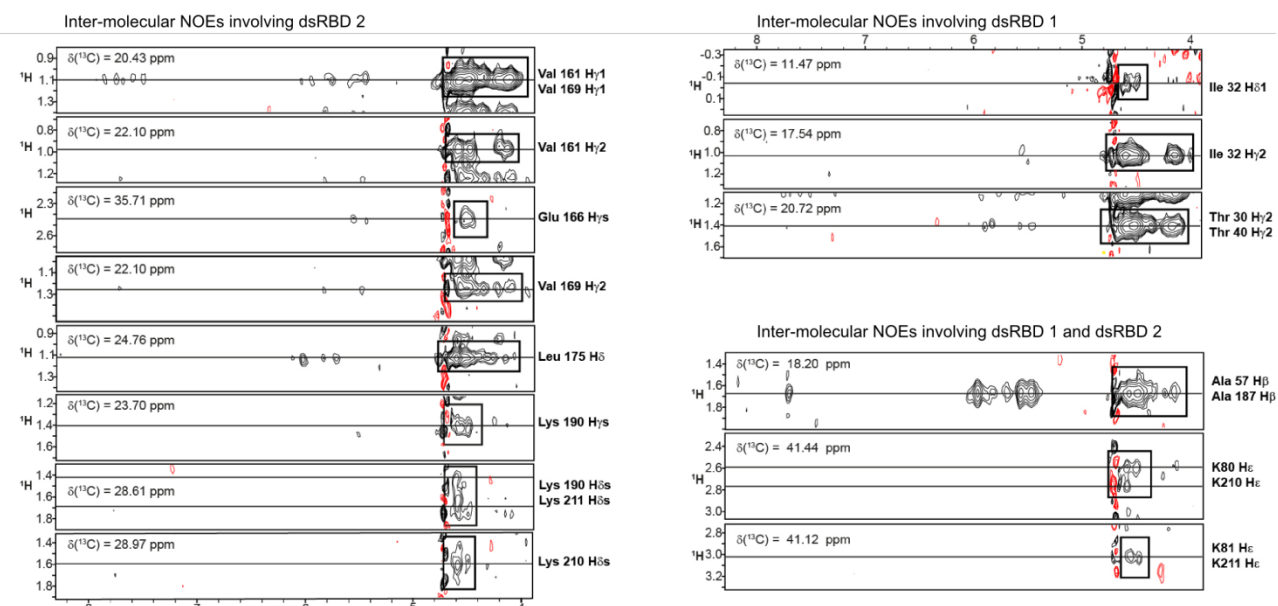 Inter-molecular NOEs involving dsRBD 2
0.9
¹H 1.1
1.3
δ(¹³C) = 20.43 ppm
Val 161 Hγ1
Val 169 Hγ1
0.8
¹H 1.0
1.2
δ(¹³C) = 22.10 ppm
Val 161 Hγ2
2.3
¹H
2.6
δ(¹³C) = 35.71 ppm
Glu 166 Hγs
1.1
¹H 1.3
δ(¹³C) = 22.10 ppm
Val 169 Hγ2
0.9
¹H 1.1
1.3
δ(¹³C) = 24.76 ppm
Leu 175 Hδ
1.2
¹H 1.4
1.6
δ(¹³C) = 23.70 ppm
Lys 190 Hγs
1.4
¹H 1.6
1.8
δ(¹³C) = 28.61 ppm
Lys 190 Hδs
Lys 211 Hδs
1.4
¹H 1.6
1.8
δ(¹³C) = 28.97 ppm
Lys 210 Hδs
Inter-molecular NOEs involving dsRBD 1
8 7 6 5 4
-0.3
¹H -0.1
0.1
δ(¹³C) = 11.47 ppm
Ile 32 Hδ1
0.8
¹H 1.0
1.2
δ(¹³C) = 17.54 ppm
Ile 32 Hγ2
1.2
¹H 1.4
1.6
δ(¹³C) = 20.72 ppm
Thr 30 Hγ2
Thr 40 Hγ2
Inter-molecular NOEs involving dsRBD 1 and dsRBD 2
1.4
¹H 1.6
1.8
δ(¹³C) = 18.20 ppm
Ala 57 Hβ
Ala 187 Hβ
2.4
2.6
¹H 2.8
3.0
δ(¹³C) = 41.44 ppm
K80 Hε
K210 Hε
2.8
¹H 3.0
3.2
δ(¹³C) = 41.12 ppm
K81 Hε
K211 Hε